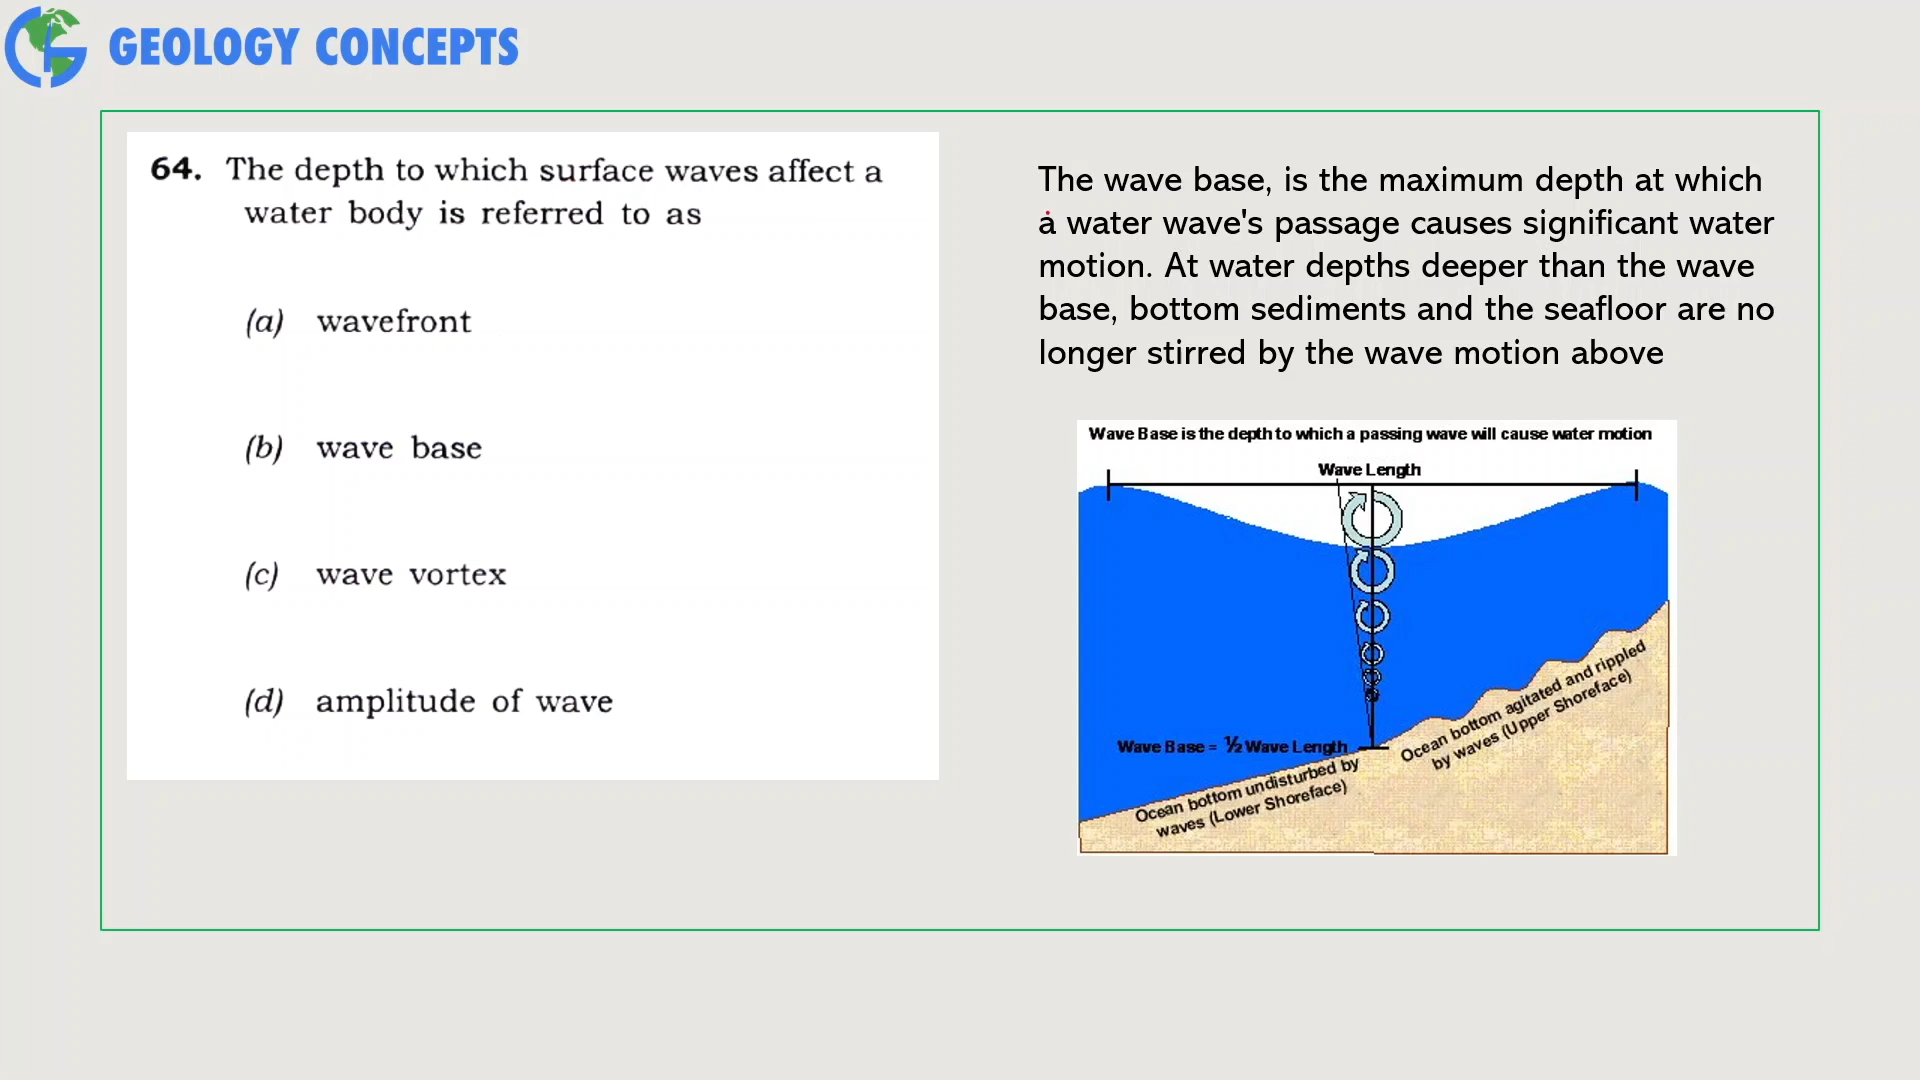 GEOLOGY CONCEPTS
64. The depth to which surface waves affect a
water body is referred to as
(a) wavefront
(b) wave base
(c) wave vortex
(d) amplitude of wave
The wave base, is the maximum depth at which
a water wave's passage causes significant water
motion. At water depths deeper than the wave
base, bottom sediments and the seafloor are no
longer stirred by the wave motion above
Wave Base is the depth to which a passing wave will cause water motion
Wave Length
Wave Base = ½ Wave Length
Ocean bottom undisturbed by
waves (Lower Shoreface)
Ocean bottom agitated and rippled
by waves (Upper Shoreface)